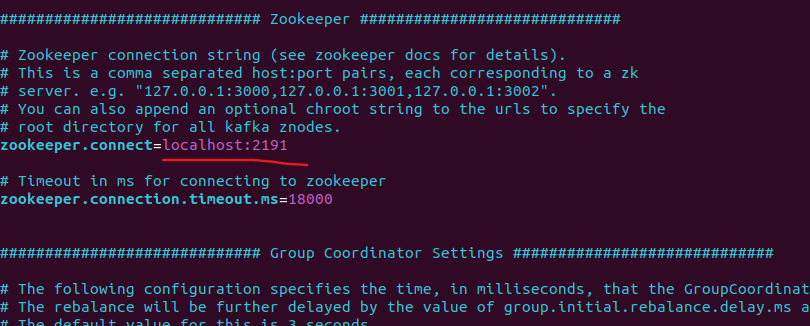 ############################# Zookeeper #############################
# Zookeeper connection string (see zookeeper docs for details).
# This is a comma separated host:port pairs, each corresponding to a zk
# server. e.g. "127.0.0.1:3000,127.0.0.1:3001,127.0.0.1:3002".
# You can also append an optional chroot string to the urls to specify the
# root directory for all kafka znodes.
zookeeper.connect=localhost:2191
# Timeout in ms for connecting to zookeeper
zookeeper.connection.timeout.ms=18000
############################# Group Coordinator Settings #############################
# The following configuration specifies the time, in milliseconds, that the GroupCoordinat
# The rebalance will be further delayed by the value of group.initial.rebalance.delay.ms a
# The default value for this is 3 seconds